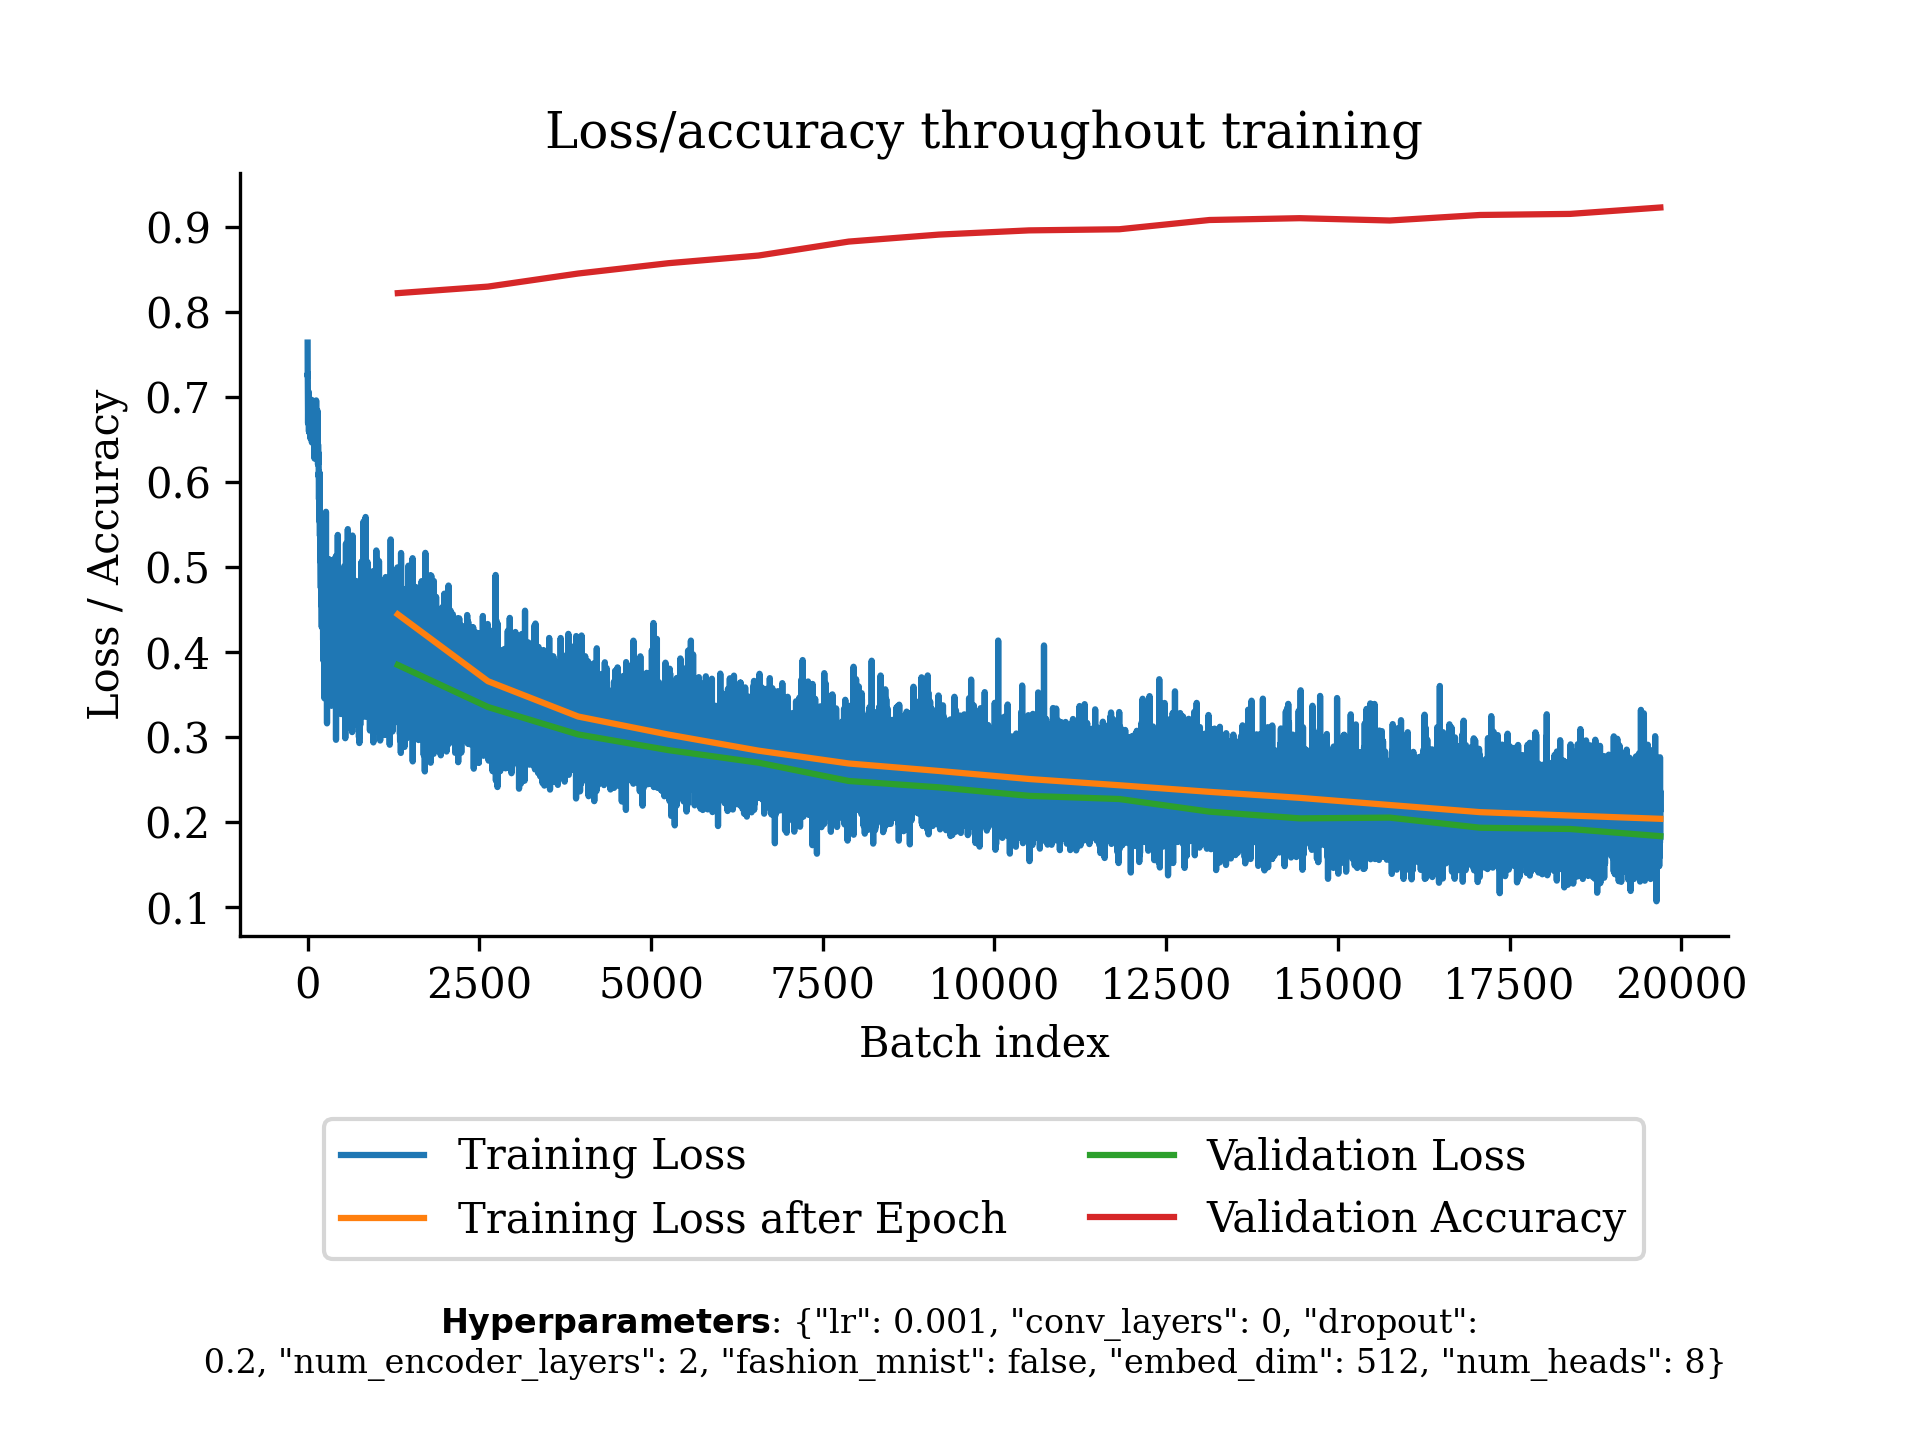 Loss/accuracy throughout training
Loss / Accuracy
0.9
0.8
0.7
0.6
0.5
0.4
0.3
0.2
0.1
0 2500 5000 7500 10000 12500 15000 17500 20000
Batch index
Training Loss
Training Loss after Epoch
Validation Loss
Validation Accuracy
Hyperparameters: {"lr": 0.001, "conv_layers": 0, "dropout":
0.2, "num_encoder_layers": 2, "fashion_mnist": false, "embed_dim": 512, "num_heads": 8}